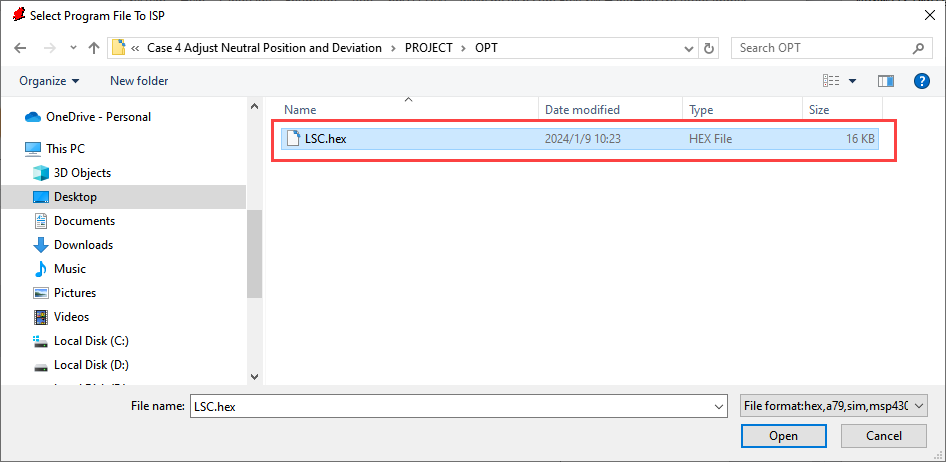 Select Program File To ISP
« Case 4 Adjust Neutral Position and Deviation > PROJECT > OPT
Search OPT
Organize
New folder
Name Date modified Type Size
LSC.hex 2024/1/9 10:23 HEX File 16 KB
OneDrive - Personal
This PC
3D Objects
Desktop
Documents
Downloads
Music
Pictures
Videos
Local Disk (C:)
Local Disk (D:)
File name: LSC.hex
File format:hex,a79,sim,msp430
Open
Cancel